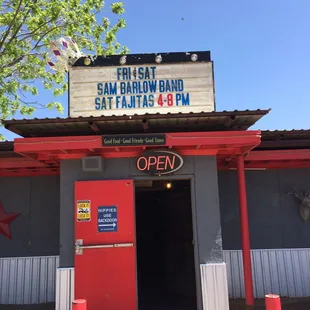 FRI & SAT
SAM BARLOW BAND
SAT FAJITAS 4-8 PM
Good Food · Good Friends · Good Times
OPEN
HIPPIES
USE
BACKDOOR